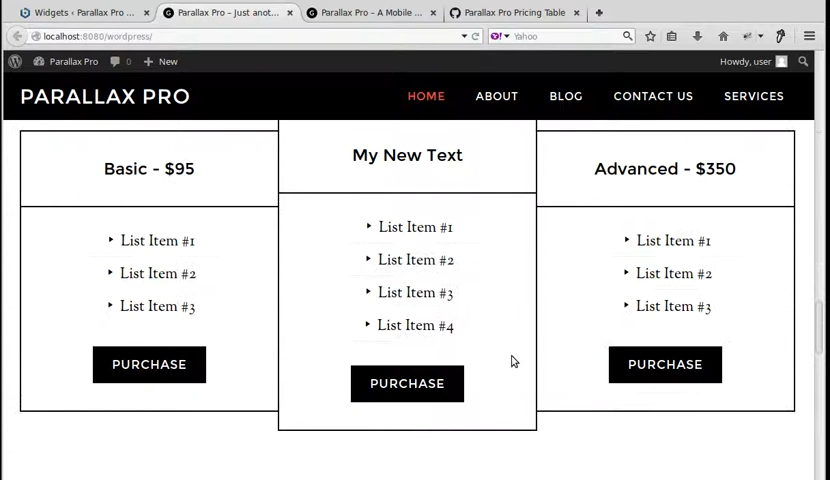 Widgets ‹ Parallax Pro ...
Parallax Pro – Just anot...
Parallax Pro – A Mobile ...
Parallax Pro Pricing Table
localhost:8080/wordpress/
Yahoo
Parallax Pro
0
New
Howdy, user
PARALLAX PRO
HOME
ABOUT
BLOG
CONTACT US
SERVICES
Basic - $95
List Item #1
List Item #2
List Item #3
PURCHASE
My New Text
List Item #1
List Item #2
List Item #3
List Item #4
PURCHASE
Advanced - $350
List Item #1
List Item #2
List Item #3
PURCHASE